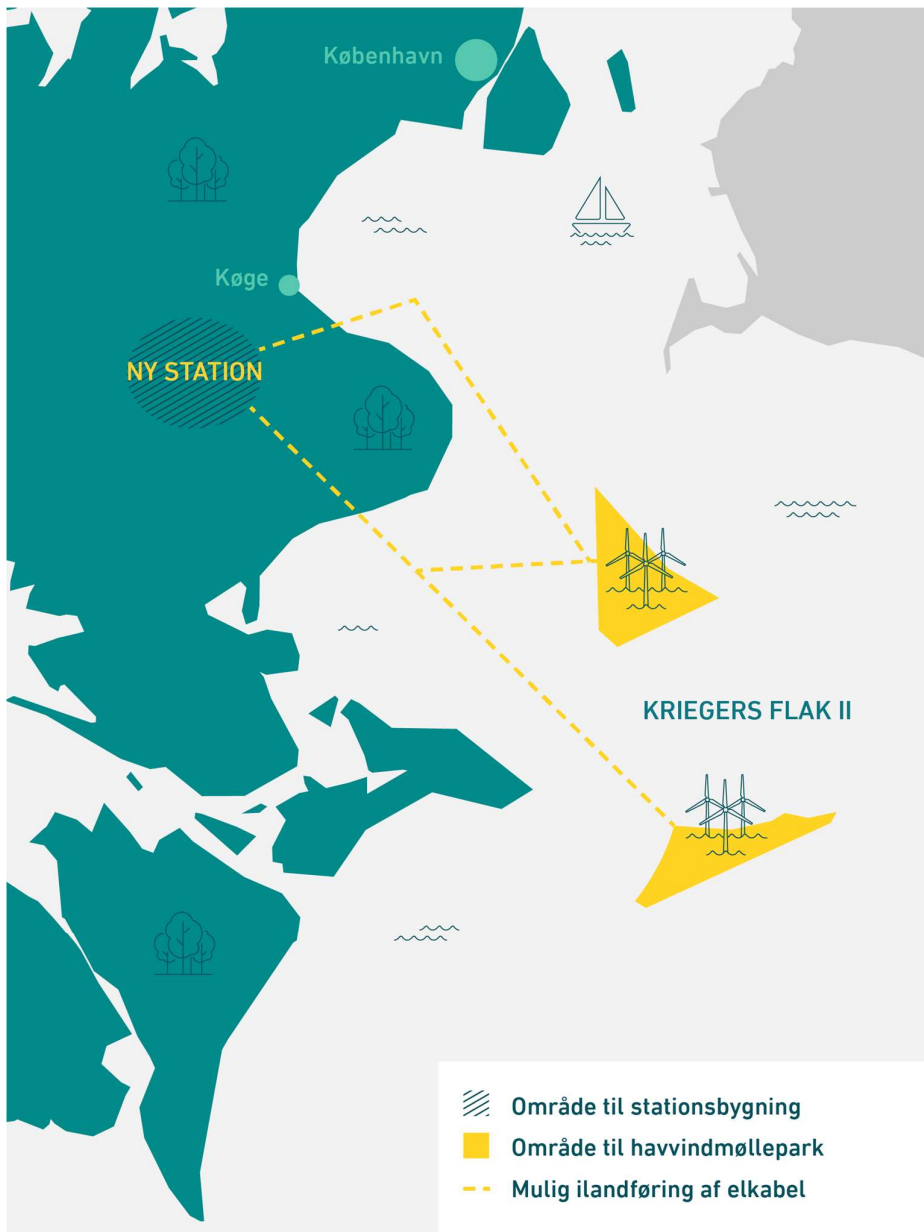 København
Køge
NY STATION
KRIEGERS FLAK II
Område til stationsbygning
Område til havvindmøllepark
Mulig ilandføring af elkabel